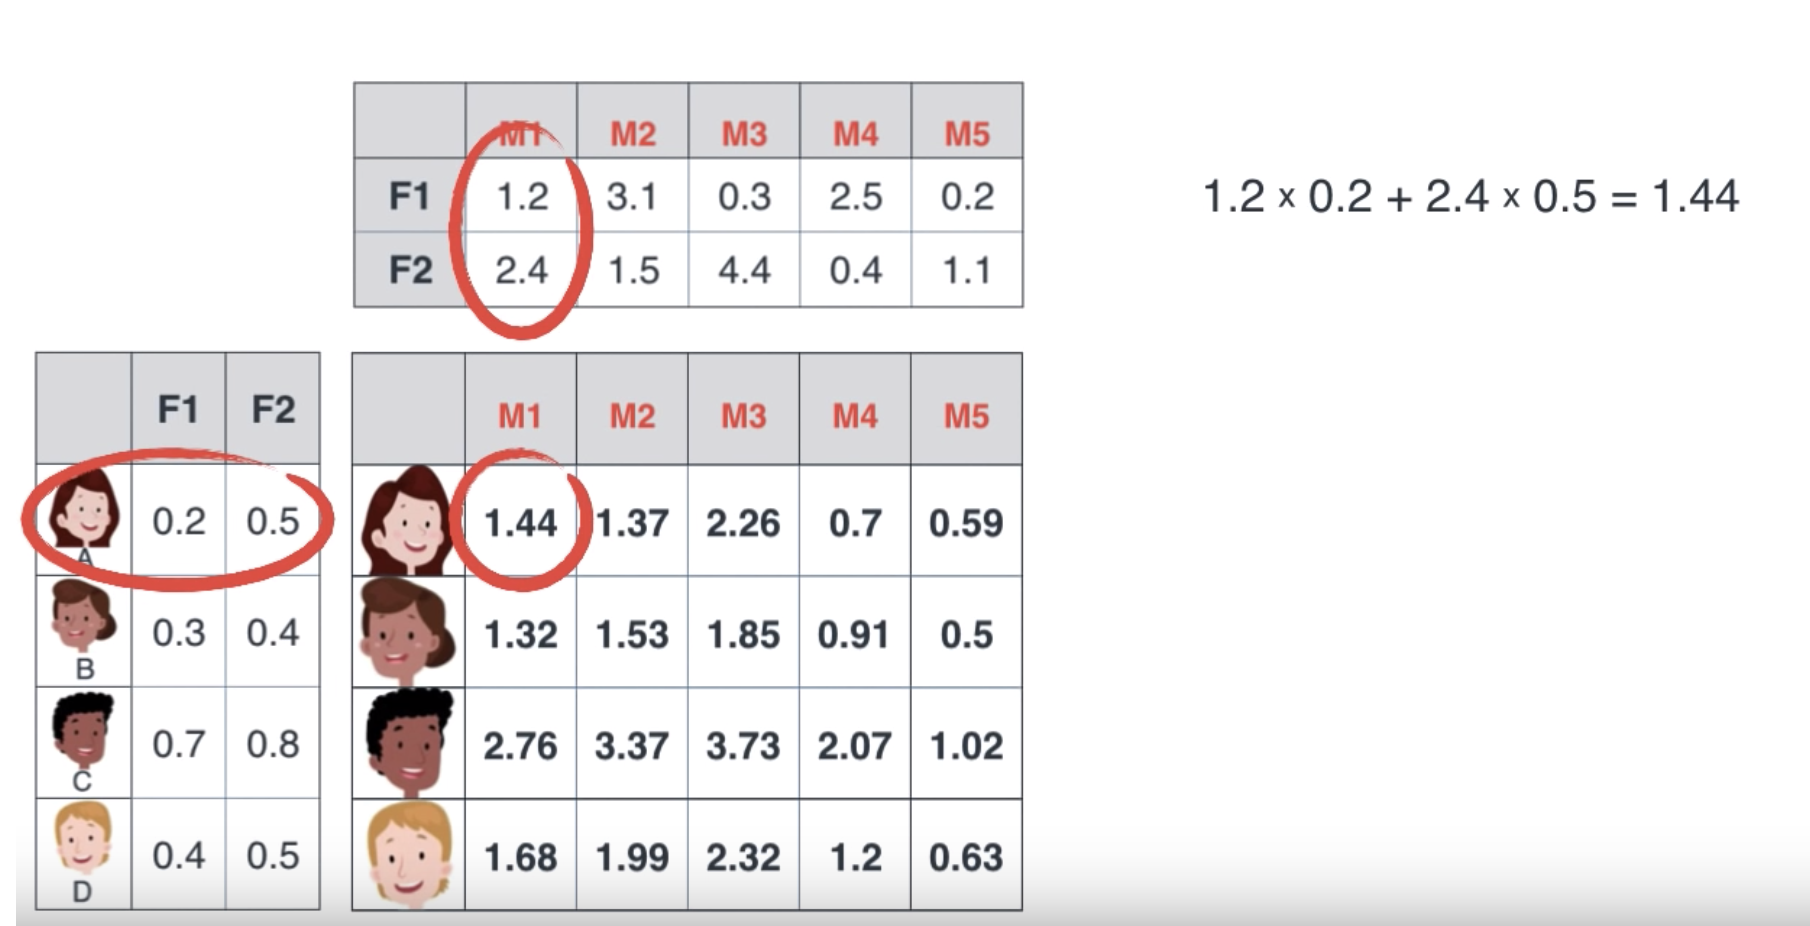 M1 M2 M3 M4 M5
F1 1.2 3.1 0.3 2.5 0.2
F2 2.4 1.5 4.4 0.4 1.1
1.2 × 0.2 + 2.4 × 0.5 = 1.44
F1 F2
A 0.2 0.5
B 0.3 0.4
C 0.7 0.8
D 0.4 0.5
M1 M2 M3 M4 M5
1.44 1.37 2.26 0.7 0.59
1.32 1.53 1.85 0.91 0.5
2.76 3.37 3.73 2.07 1.02
1.68 1.99 2.32 1.2 0.63